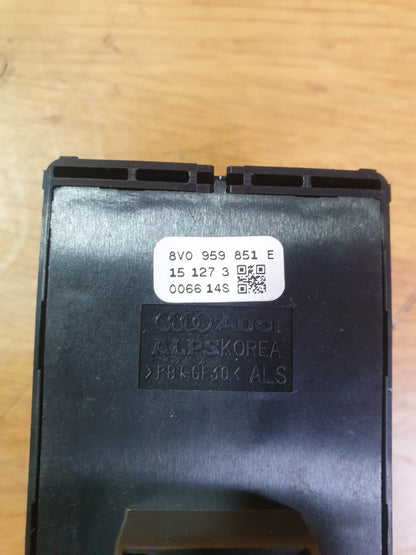 8V0 959 851 E
15 127 3
0066 14S
Audi
ALPSKOREA
>PBT-GF30< ALS